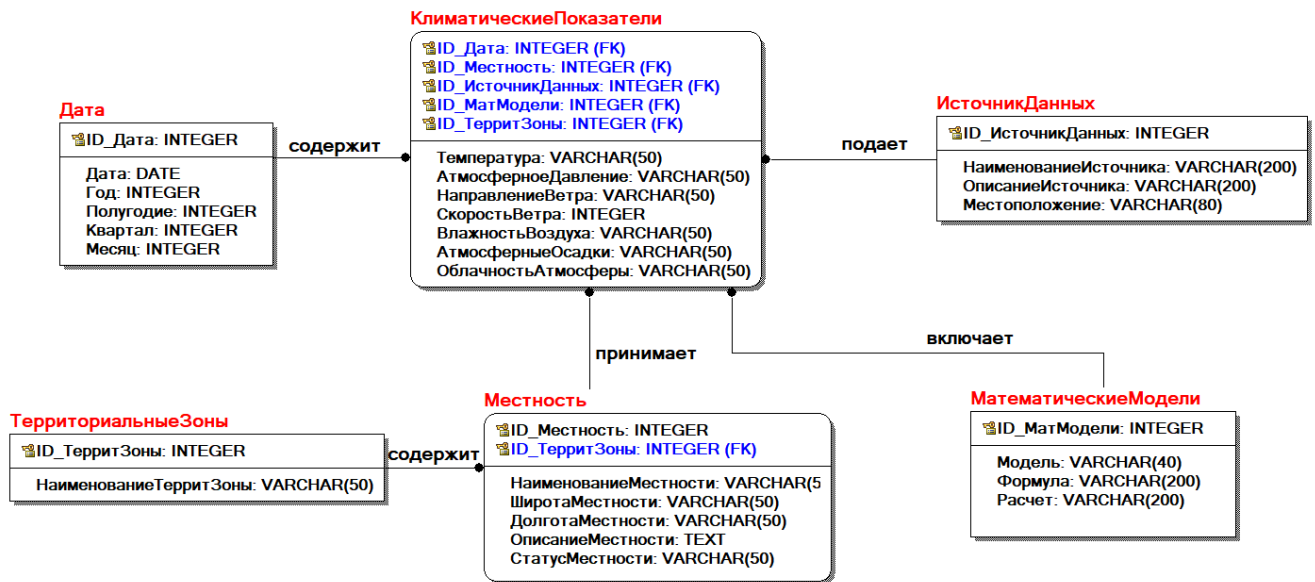 КлиматическиеПоказатели
ID_Дата: INTEGER (FK)
ID_Местность: INTEGER (FK)
ID_ИсточникДанных: INTEGER (FK)
ID_МатМодели: INTEGER (FK)
ID_ТерритЗоны: INTEGER (FK)
Температура: VARCHAR(50)
АтмосферноеДавление: VARCHAR(50)
НаправлениеВетра: VARCHAR(50)
СкоростьВетра: INTEGER
ВлажностьВоздуха: VARCHAR(50)
АтмосферныеОсадки: VARCHAR(50)
ОблачностьАтмосферы: VARCHAR(50)
Дата
ID_Дата: INTEGER
Дата: DATE
Год: INTEGER
Полугодие: INTEGER
Квартал: INTEGER
Месяц: INTEGER
содержит
ИсточникДанных
ID_ИсточникДанных: INTEGER
НаименованиеИсточника: VARCHAR(200)
ОписаниеИсточника: VARCHAR(200)
Местоположение: VARCHAR(80)
подает
принимает
включает
ТерриториальныеЗоны
ID_ТерритЗоны: INTEGER
НаименованиеТерритЗоны: VARCHAR(50)
содержит
Местность
ID_Местность: INTEGER
ID_ТерритЗоны: INTEGER (FK)
НаименованиеМестности: VARCHAR(5
ШиротаМестности: VARCHAR(50)
ДолготаМестности: VARCHAR(50)
ОписаниеМестности: TEXT
СтатусМестности: VARCHAR(50)
МатематическиеМодели
ID_МатМодели: INTEGER
Модель: VARCHAR(40)
Формула: VARCHAR(200)
Расчет: VARCHAR(200)